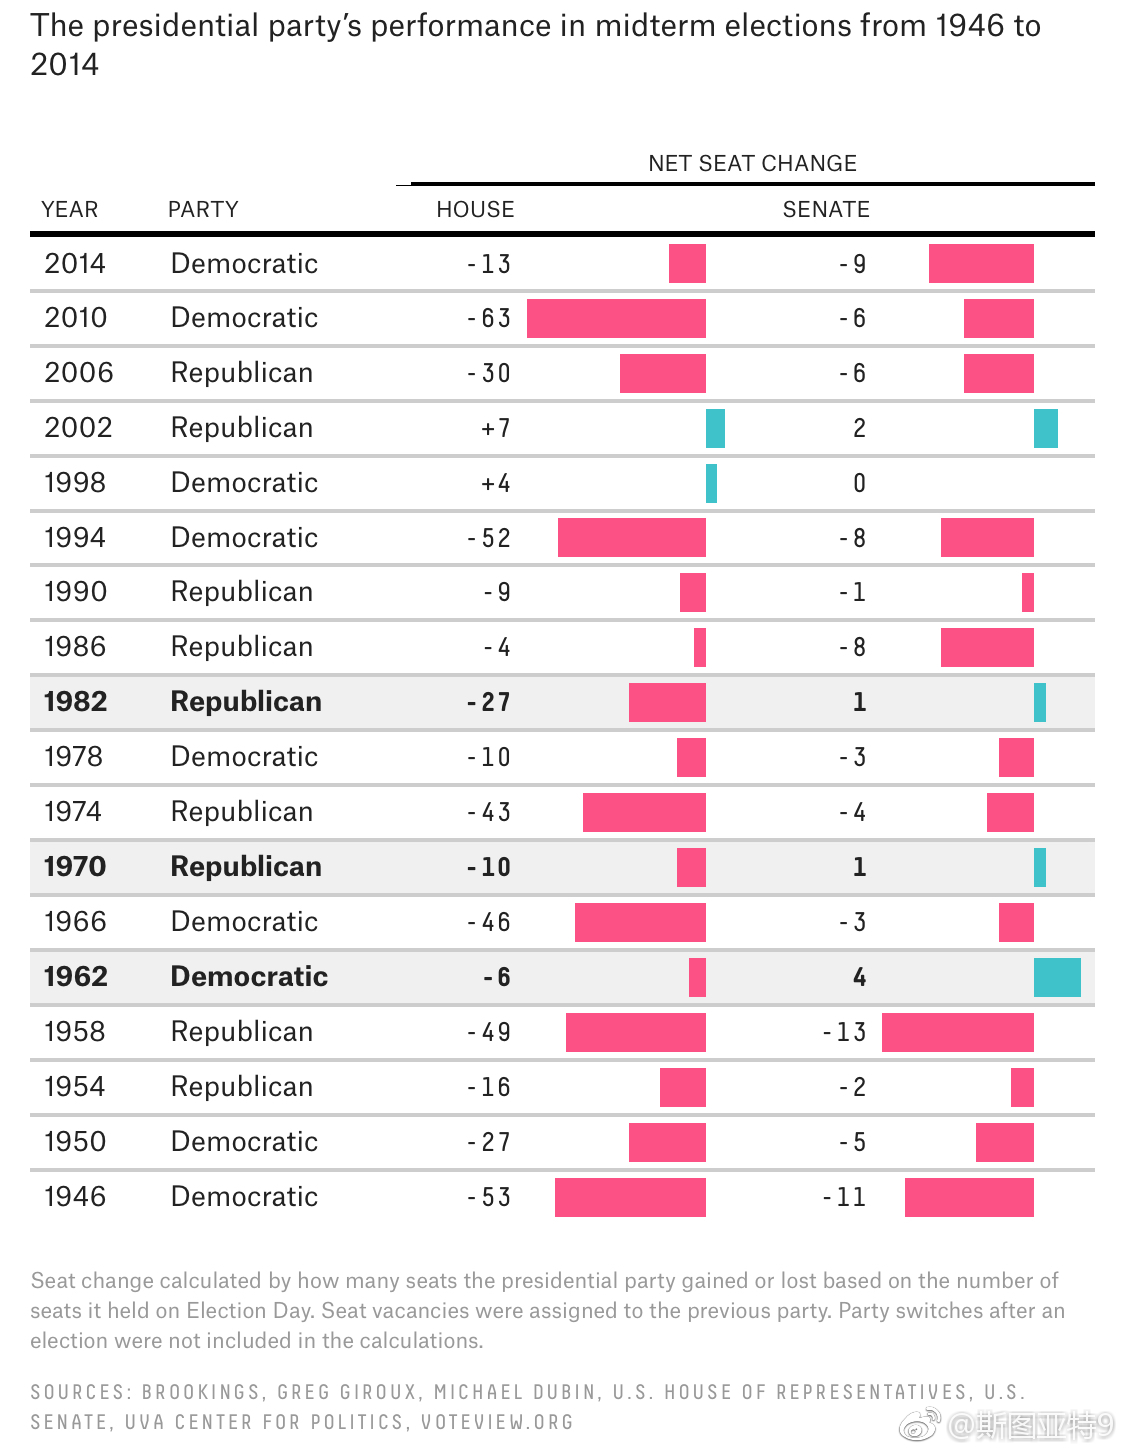 The presidential party’s performance in midterm elections from 1946 to
2014
NET SEAT CHANGE
YEAR PARTY HOUSE SENATE
2014 Democratic -13 -9
2010 Democratic -63 -6
2006 Republican -30 -6
2002 Republican +7 2
1998 Democratic +4 0
1994 Democratic -52 -8
1990 Republican -9 -1
1986 Republican -4 -8
1982 Republican -27 1
1978 Democratic -10 -3
1974 Republican -43 -4
1970 Republican -10 1
1966 Democratic -46 -3
1962 Democratic -6 4
1958 Republican -49 -13
1954 Republican -16 -2
1950 Democratic -27 -5
1946 Democratic -53 -11
Seat change calculated by how many seats the presidential party gained or lost based on the number of
seats it held on Election Day. Seat vacancies were assigned to the previous party. Party switches after an
election were not included in the calculations.
SOURCES: BROOKINGS, GREG GIROUX, MICHAEL DUBIN, U.S. HOUSE OF REPRESENTATIVES, U.S.
SENATE, UVA CENTER FOR POLITICS, VOTEVIEW.ORG
@斯图亚特9